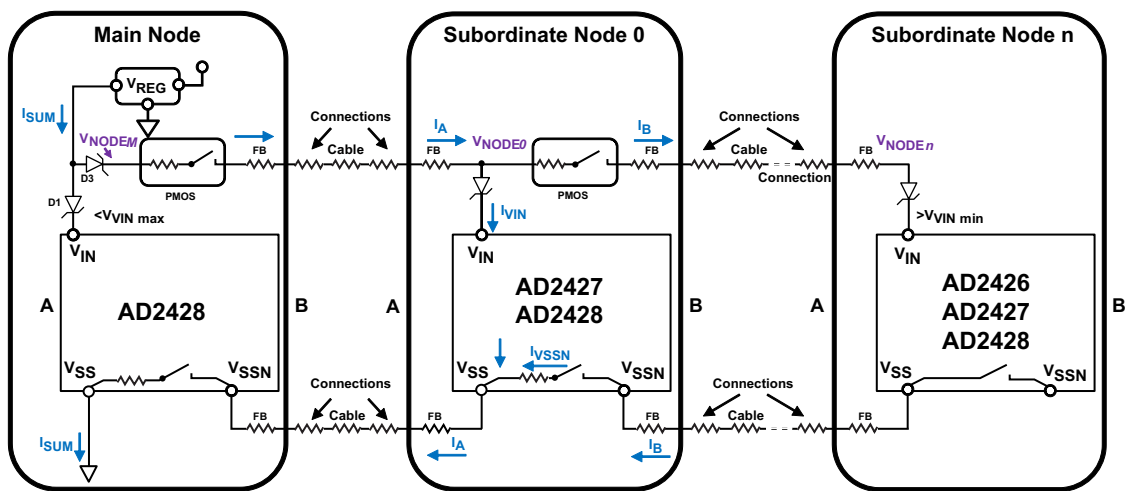 Main Node
Subordinate Node 0
Subordinate Node n
VREG
ISUM
VNODEM
D3
PMOS
FB
Connections
Cable
IA
FB
VNODE0
PMOS
IB
FB
Connections
Cable
Connection
FB
VNODEn
D1
<VVIN max
IVIN
>VVIN min
VIN
VIN
VIN
A
AD2428
B
A
AD2427
AD2428
B
A
AD2426
AD2427
AD2428
B
VSS
VSSN
VSS
IVSSN
VSSN
VSS
VSSN
ISUM
FB
Connections
Cable
FB
IA
FB
IB
Connections
Cable
FB